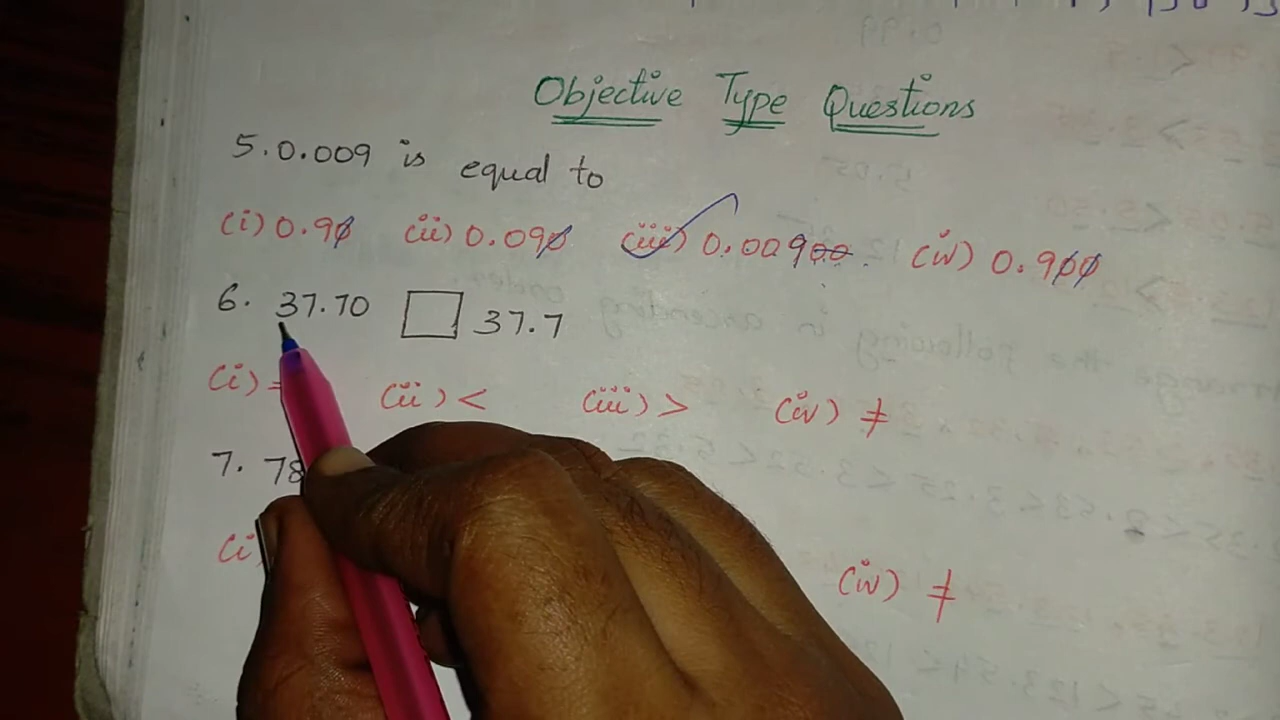 Objective Type Questions
5. 0.009 is equal to
(i) 0.90 (ii) 0.090 (iii) 0.00900 (iv) 0.900
6. 37.70 □ 37.7
(i) = (ii) < (iii) > (iv) ≠
7. 78
(i (iv) ≠